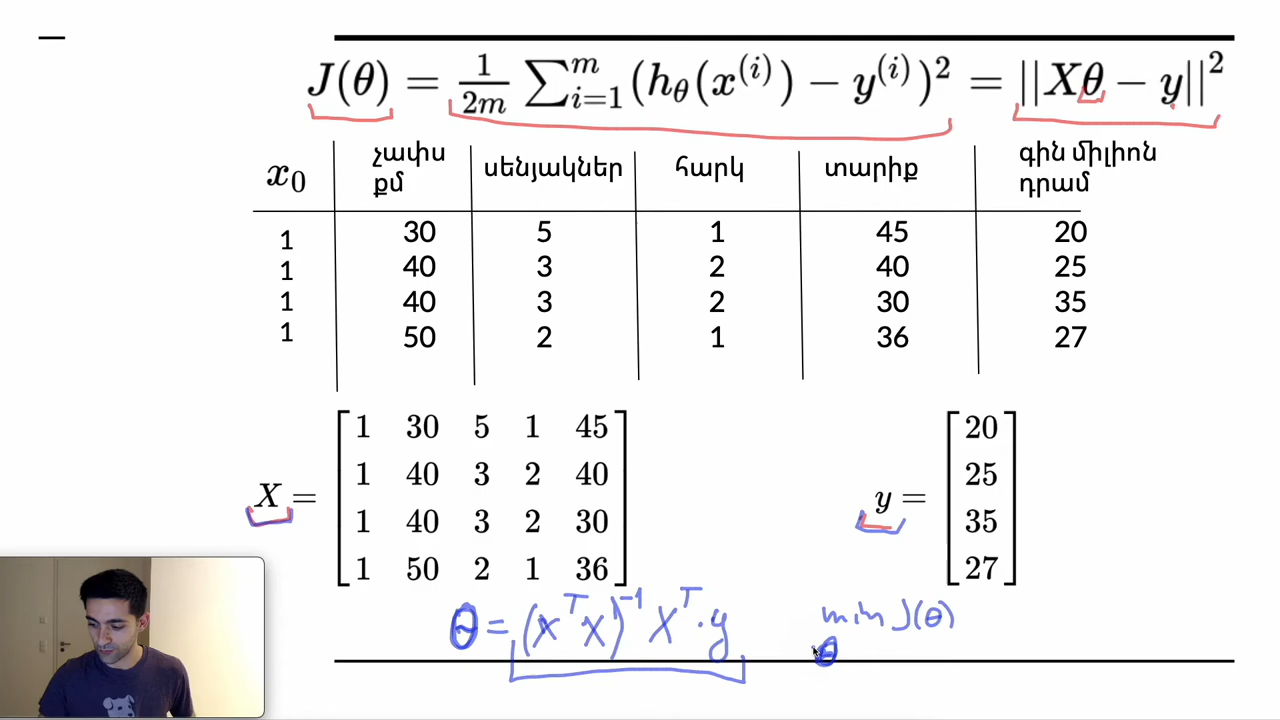 J(θ) = 1/2m ∑_{i=1}^{m} (h_θ(x^{(i)}) − y^{(i)})^2 = ||Xθ − y||^2
x_0 չափս քմ սենյակներ հարկ տարիք գին միլիոն դրամ
1 30 5 1 45 20
1 40 3 2 40 25
1 40 3 2 30 35
1 50 2 1 36 27
X = [1 30 5 1 45
1 40 3 2 40
1 40 3 2 30
1 50 2 1 36]
y = [20
25
35
27]
θ = (X^T X)^{-1} X^T · y
min J(θ)
θ